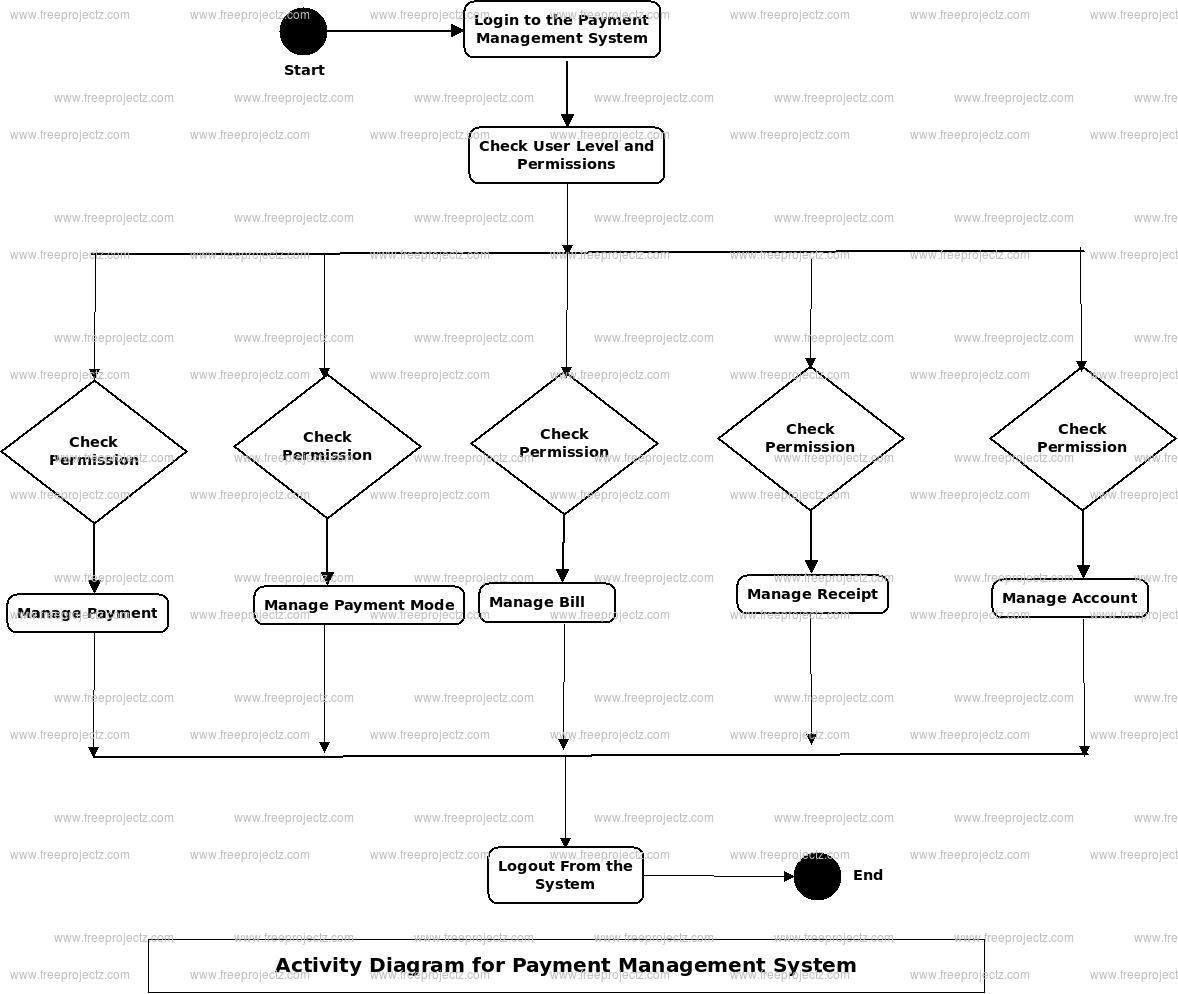 Login to the Payment
Management System
Start
Check User Level and
Permissions
Check
Permission
Check
Permission
Check
Permission
Check
Permission
Check
Permission
Manage Payment
Manage Payment Mode
Manage Bill
Manage Receipt
Manage Account
Logout From the
System
End
Activity Diagram for Payment Management System
www.freeprojectz.com